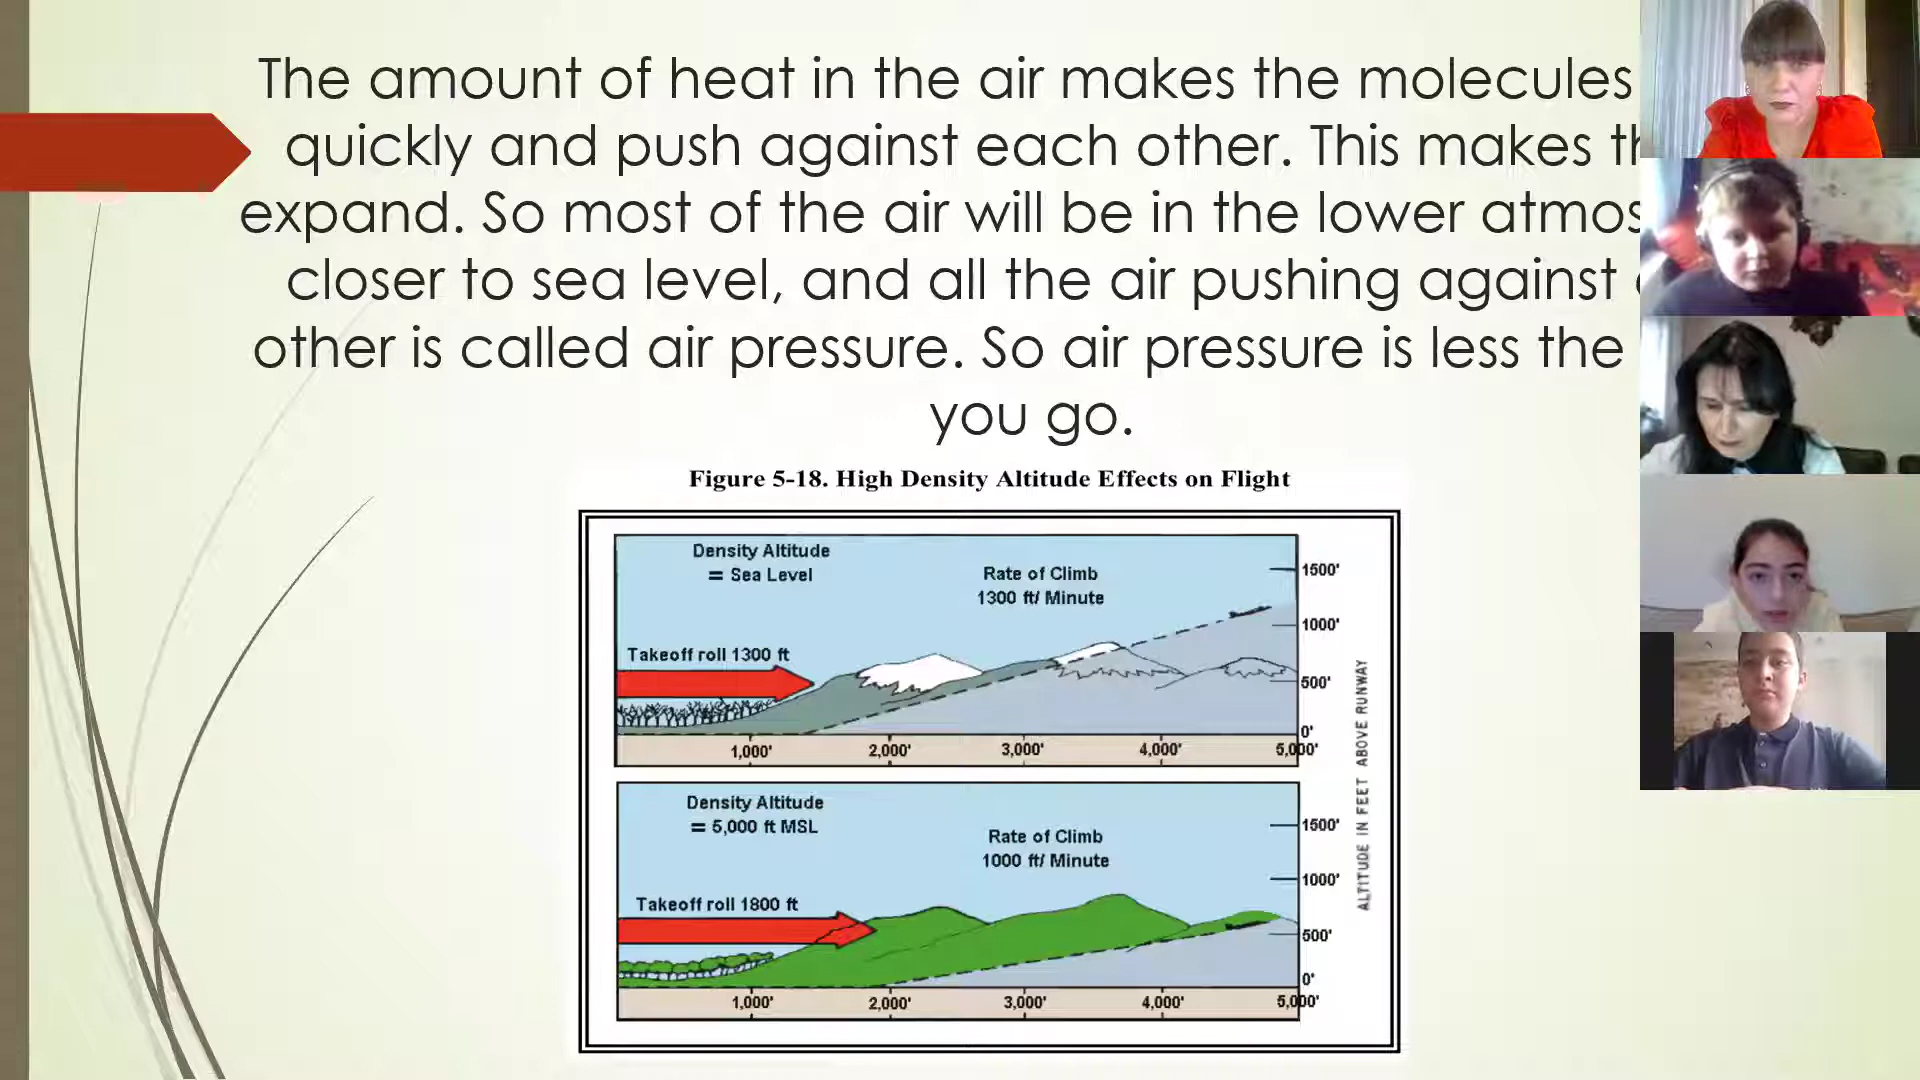 The amount of heat in the air makes the molecules
quickly and push against each other. This makes
expand. So most of the air will be in the lower
closer to sea level, and all the air pushing against
other is called air pressure. So air pressure is less the
you go.
Figure 5-18. High Density Altitude Effects on Flight
Density Altitude
= Sea Level
Rate of Climb
1300 ft/ Minute
Takeoff roll 1300 ft
1500'
1000'
500'
0'
1,000' 2,000' 3,000' 4,000' 5,000'
ALTITUDE IN FEET ABOVE RUNWAY
Density Altitude
= 5,000 ft MSL
Rate of Climb
1000 ft/ Minute
Takeoff roll 1800 ft
1500'
1000'
500'
0'
1,000' 2,000' 3,000' 4,000' 5,000'